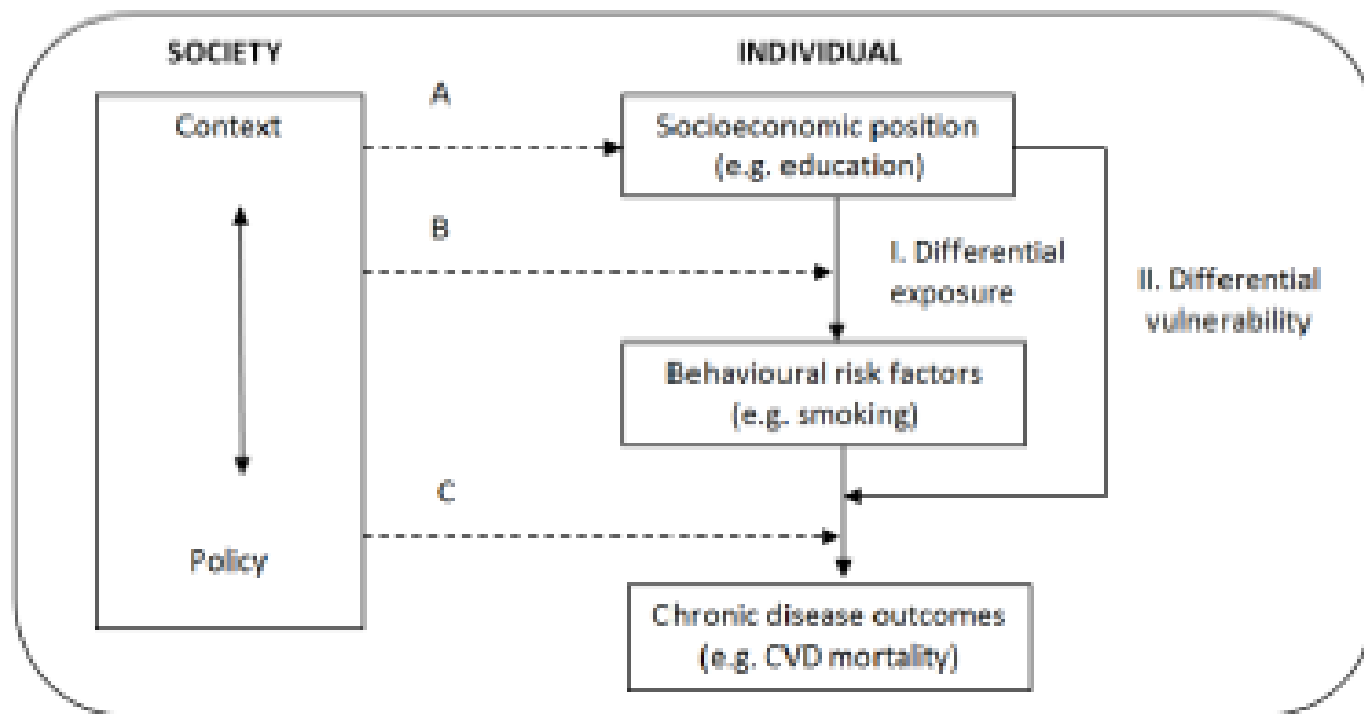 SOCIETY
INDIVIDUAL
Context
Policy
A
B
C
Socioeconomic position
(e.g. education)
I. Differential
exposure
II. Differential
vulnerability
Behavioural risk factors
(e.g. smoking)
Chronic disease outcomes
(e.g. CVD mortality)